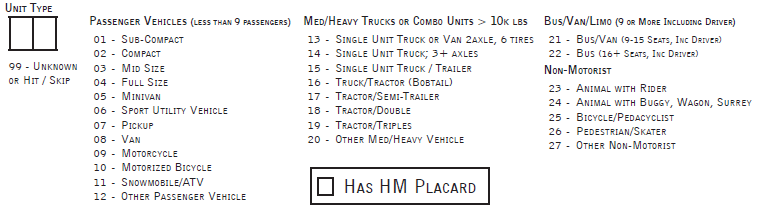 Unit Type
99 - Unknown
or Hit / Skip
Passenger Vehicles (less than 9 passengers)
01 - Sub-Compact
02 - Compact
03 - Mid Size
04 - Full Size
05 - Minivan
06 - Sport Utility Vehicle
07 - Pickup
08 - Van
09 - Motorcycle
10 - Motorized Bicycle
11 - Snowmobile/ATV
12 - Other Passenger Vehicle
Med/Heavy Trucks or Combo Units > 10k lbs
13 - Single Unit Truck or Van 2axle, 6 tires
14 - Single Unit Truck; 3+ axles
15 - Single Unit Truck / Trailer
16 - Truck/Tractor (Bobtail)
17 - Tractor/Semi-Trailer
18 - Tractor/Double
19 - Tractor/Triples
20 - Other Med/Heavy Vehicle
Has HM Placard
Bus/Van/Limo (9 or More Including Driver)
21 - Bus/Van (9-15 Seats, Inc Driver)
22 - Bus (16+ Seats, Inc Driver)
Non-Motorist
23 - Animal with Rider
24 - Animal with Buggy, Wagon, Surrey
25 - Bicycle/Pedacyclist
26 - Pedestrian/Skater
27 - Other Non-Motorist